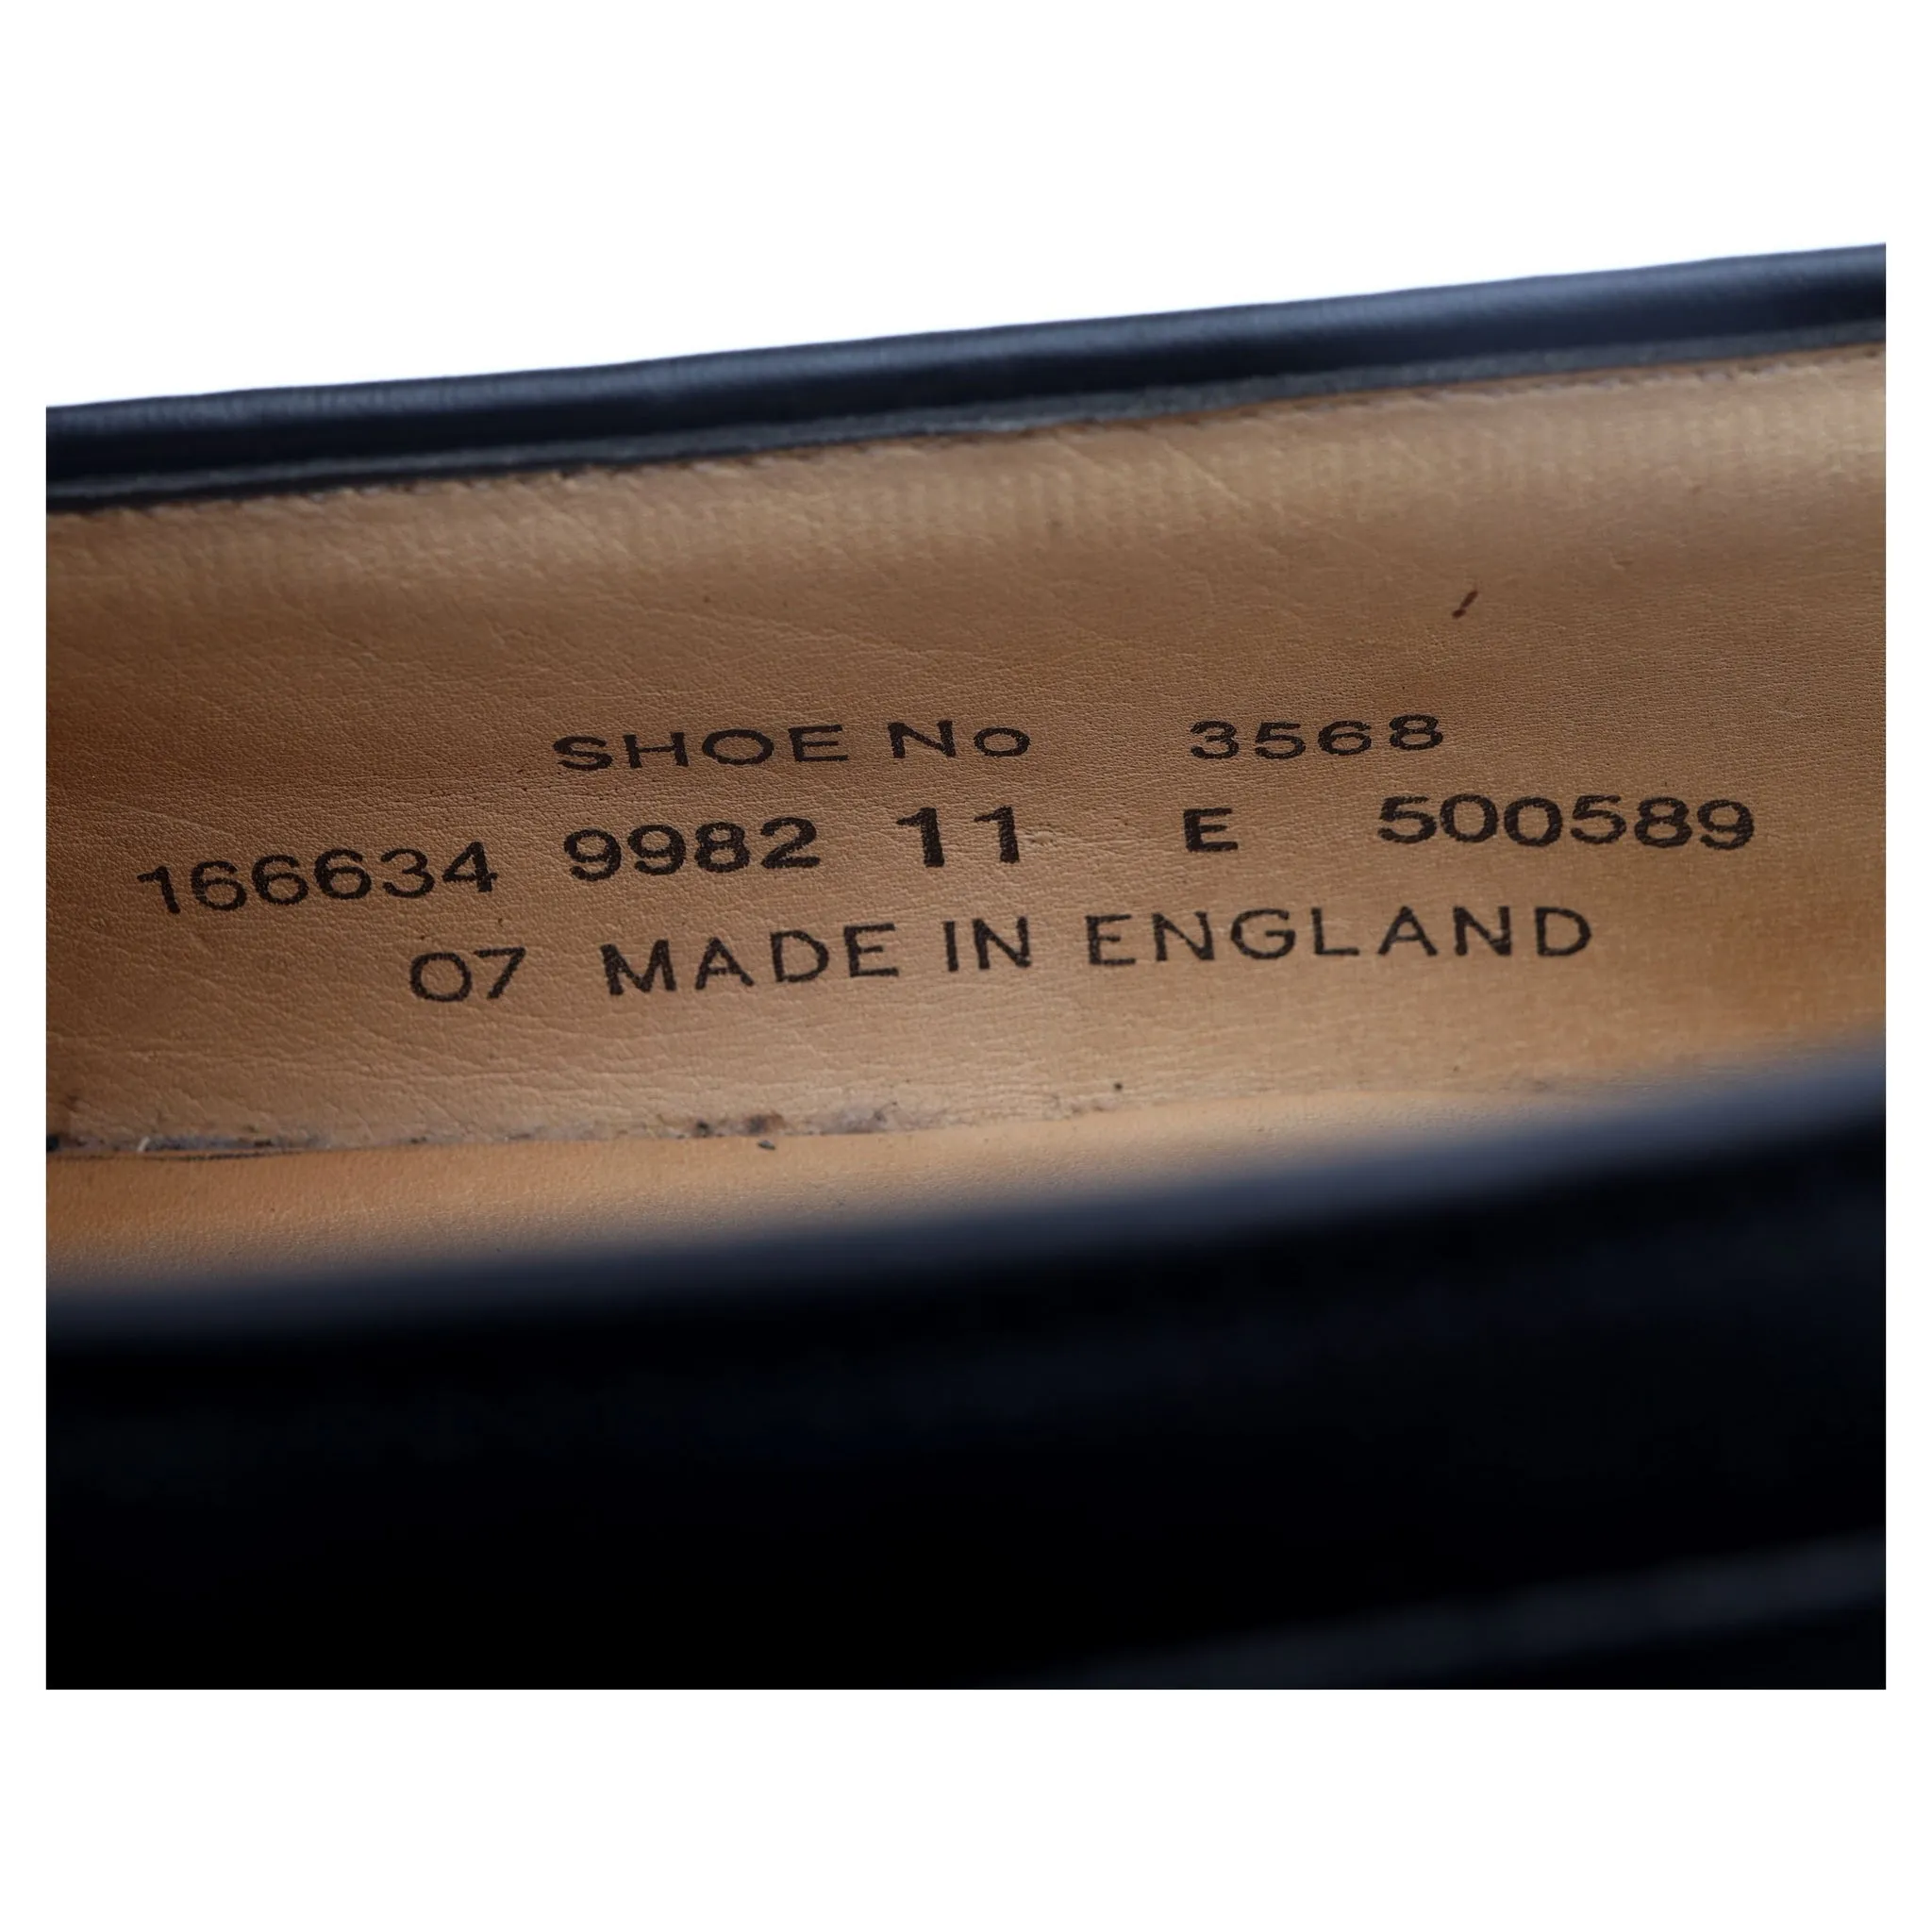 SHOE No 3568
166634 9982 11 E 500589
07 MADE IN ENGLAND